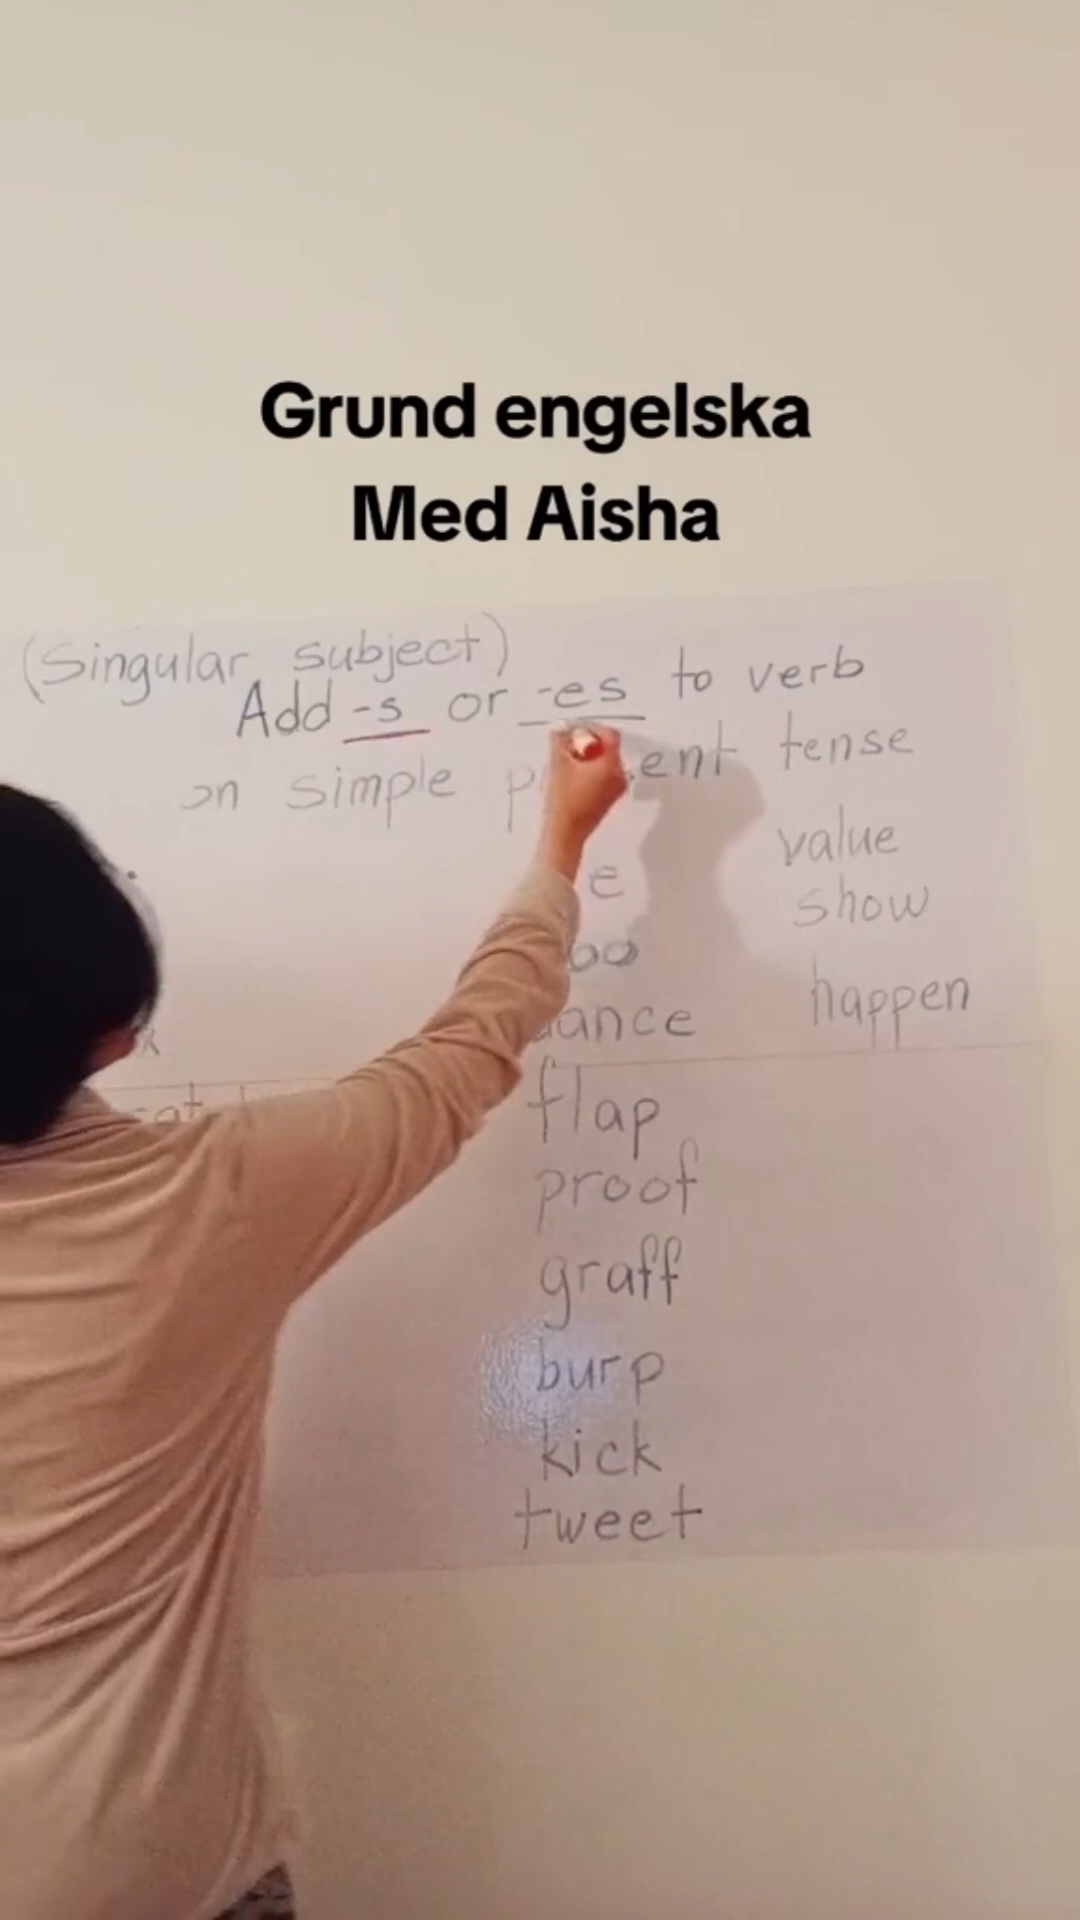 Grund engelska
Med Aisha
(Singular subject)
Add -s or -es to verb
on simple tense
value
show
happen
flap
proof
graff
burp
kick
tweet